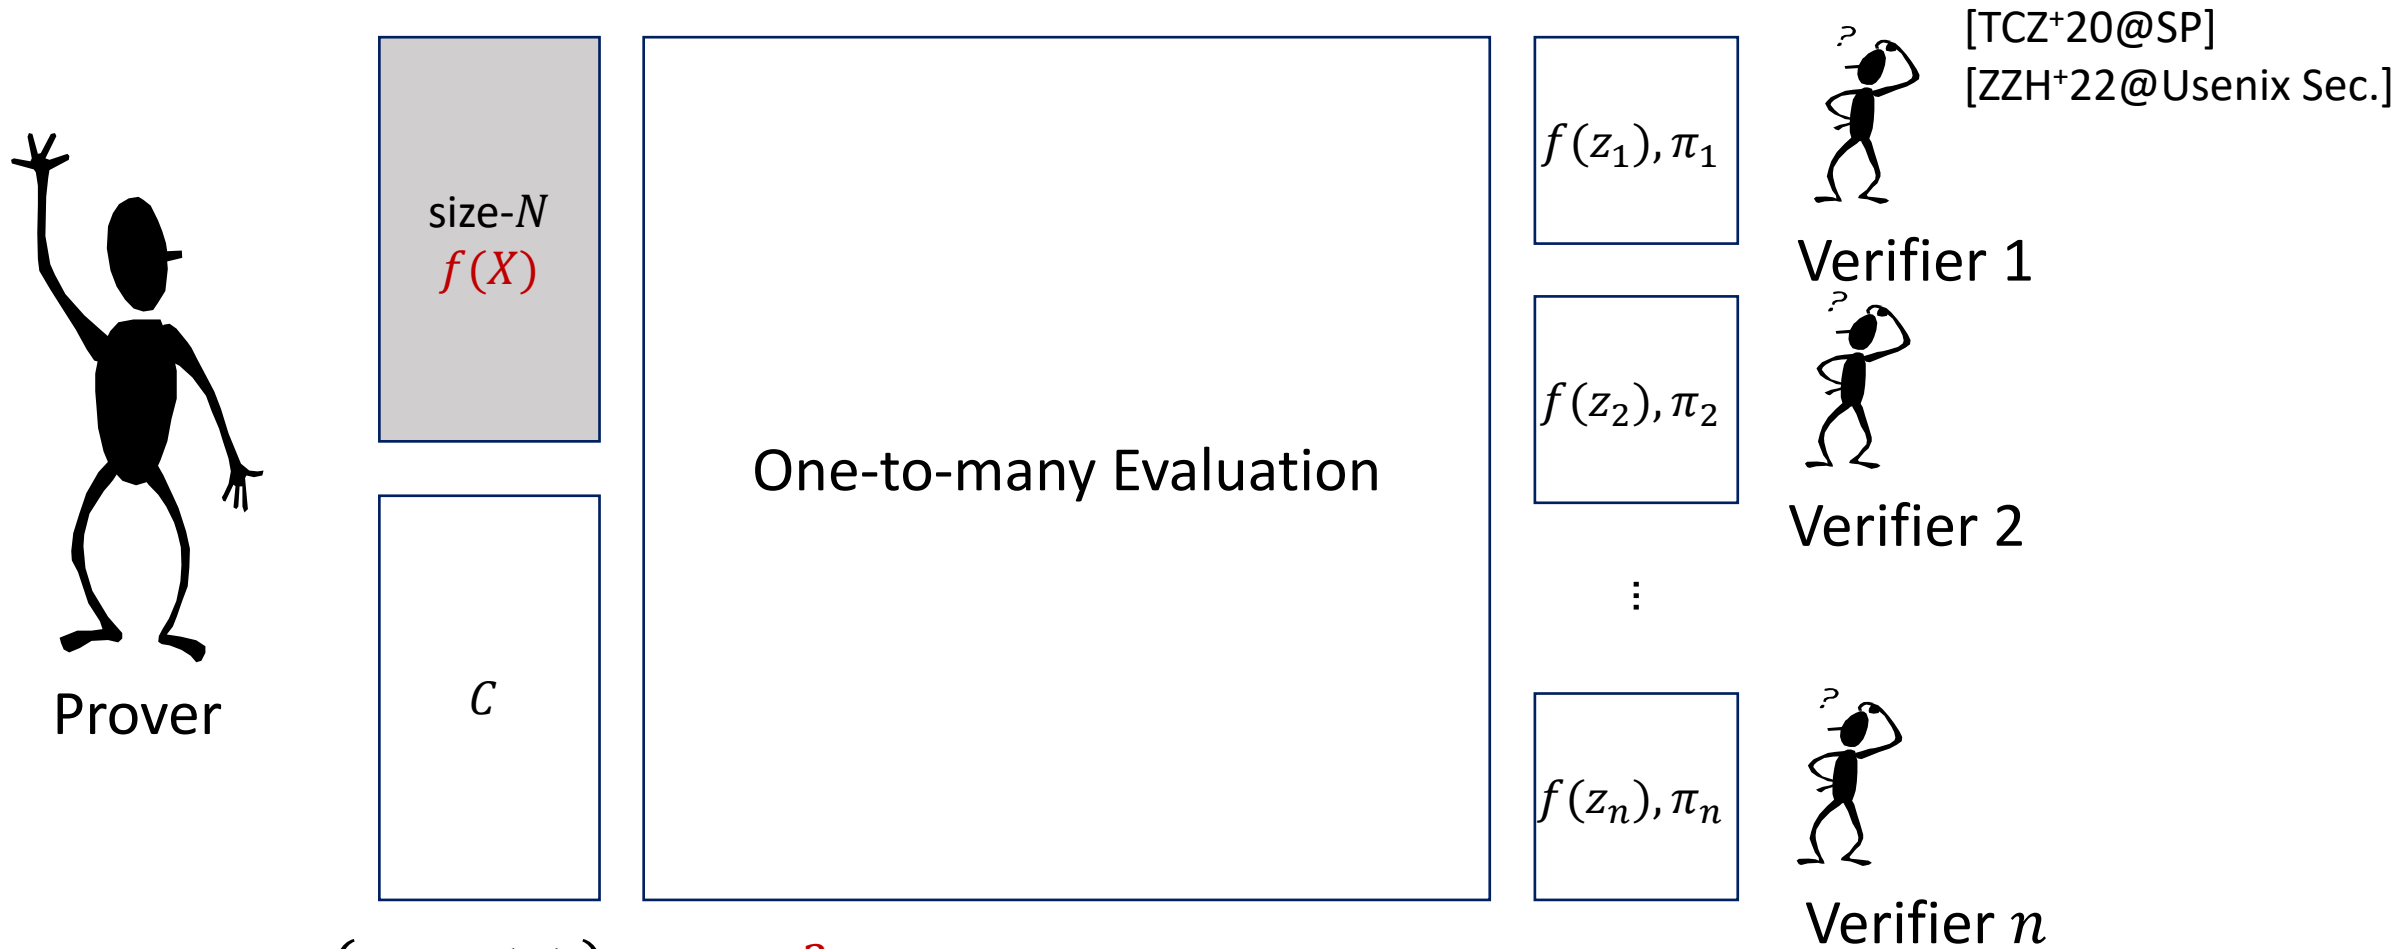 [TCZ⁺20@SP]
[ZZH⁺22@Usenix Sec.]
?
f(z₁), π₁
size-N
f(X)
Verifier 1
?
f(z₂), π₂
One-to-many Evaluation
Verifier 2
⋮
C
Prover
?
f(zₙ), πₙ
Verifier n